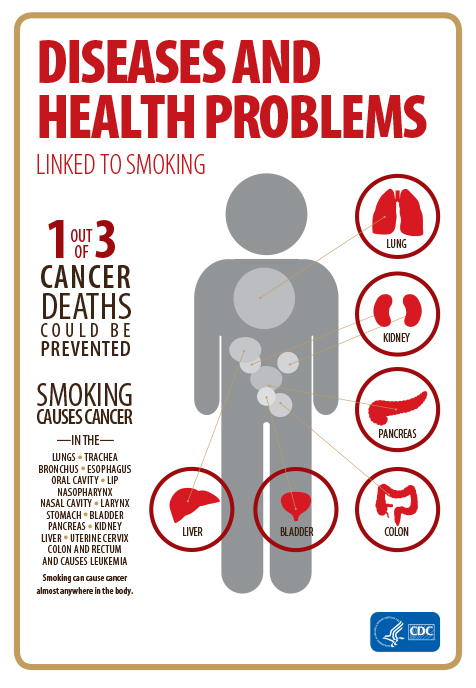 DISEASES AND
HEALTH PROBLEMS
LINKED TO SMOKING
1 OUT OF 3
CANCER
DEATHS
COULD BE
PREVENTED
SMOKING
CAUSES CANCER
—IN THE—
LUNGS • TRACHEA
BRONCHUS • ESOPHAGUS
ORAL CAVITY • LIP
NASOPHARYNX
NASAL CAVITY • LARYNX
STOMACH • BLADDER
PANCREAS • KIDNEY
LIVER • UTERINE CERVIX
COLON AND RECTUM
AND CAUSES LEUKEMIA
Smoking can cause cancer
almost anywhere in the body.
LUNG
KIDNEY
PANCREAS
LIVER
BLADDER
COLON
CDC